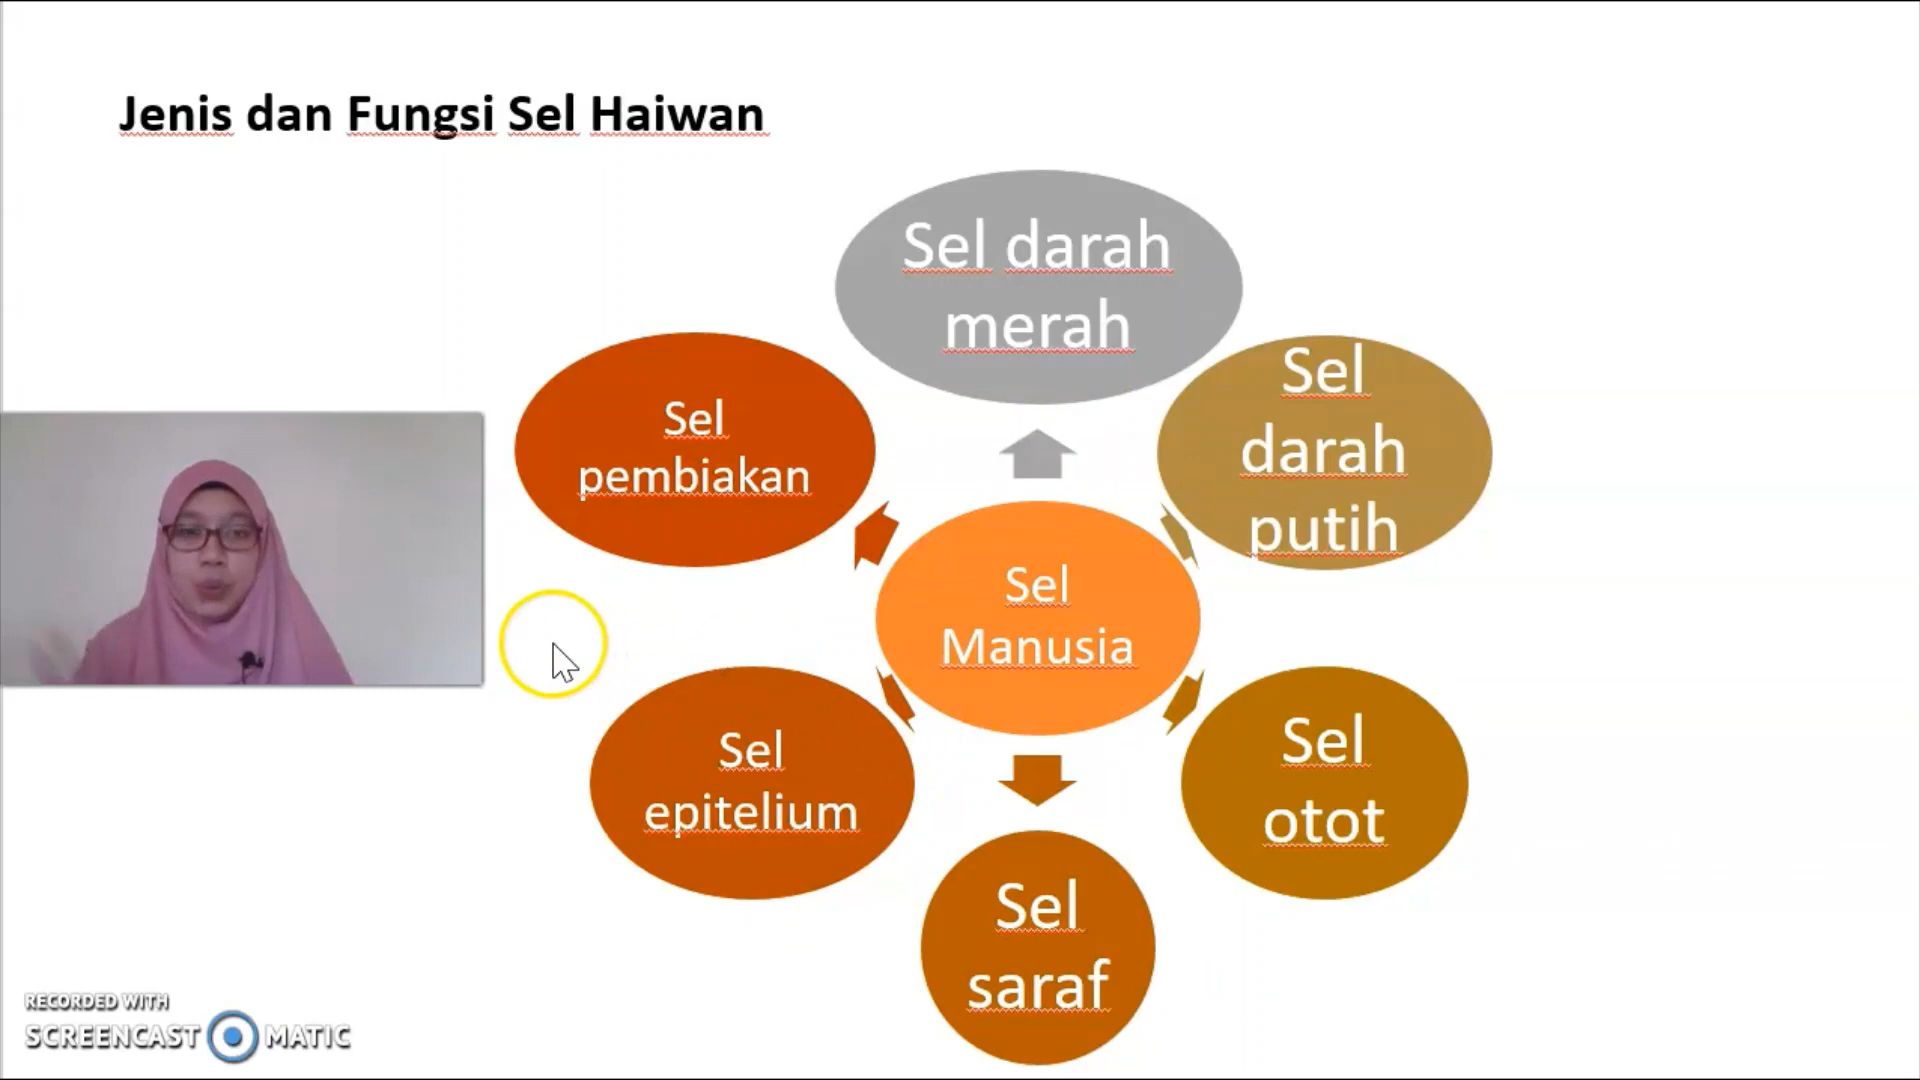 Jenis dan Fungsi Sel Haiwan
Sel darah
merah
Sel
darah
putih
Sel
pembiakan
Sel
Manusia
Sel
otot
Sel
epitelium
Sel
saraf
RECORDED WITH
SCREENCAST MATIC